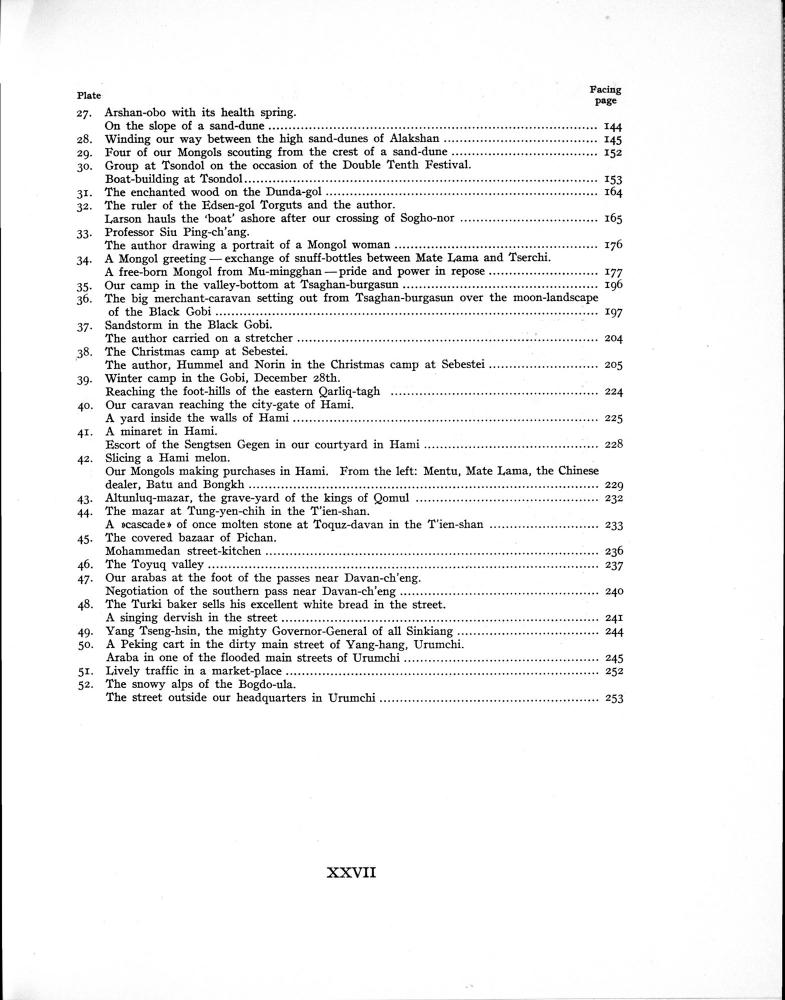 Plate
Facing
page
27. Arshan-obo with its health spring.
On the slope of a sand-dune ................................................................................ 144
28. Winding our way between the high sand-dunes of Alakshan ...................................... 145
29. Four of our Mongols scouting from the crest of a sand-dune .................................... 152
30. Group at Tsondol on the occasion of the Double Tenth Festival.
Boat-building at Tsondol...................................................................................... 153
31. The enchanted wood on the Dunda-gol .................................................................. 164
32. The ruler of the Edsen-gol Torguts and the author.
Larson hauls the ‘boat’ ashore after our crossing of Sogho-nor .................................. 165
33. Professor Siu Ping-ch'ang.
The author drawing a portrait of a Mongol woman .................................................. 176
34. A Mongol greeting — exchange of snuff-bottles between Mate Lama and Tserchi.
A free-born Mongol from Mu-mingghan — pride and power in repose ........................... 177
35. Our camp in the valley-bottom at Tsaghan-burgasun ................................................ 196
36. The big merchant-caravan setting out from Tsaghan-burgasun over the moon-landscape
of the Black Gobi ............................................................................................. 197
37. Sandstorm in the Black Gobi.
The author carried on a stretcher .......................................................................... 204
38. The Christmas camp at Sebestei.
The author, Hummel and Norin in the Christmas camp at Sebestei ........................... 205
39. Winter camp in the Gobi, December 28th.
Reaching the foot-hills of the eastern Qarliq-tagh .................................................. 224
40. Our caravan reaching the city-gate of Hami.
A yard inside the walls of Hami ........................................................................... 225
41. A minaret in Hami.
Escort of the Sengtsen Gegen in our courtyard in Hami .......................................... 228
42. Slicing a Hami melon.
Our Mongols making purchases in Hami. From the left: Mentu, Mate Lama, the Chinese
dealer, Batu and Bongkh ..................................................................................... 229
43. Altunluq-mazar, the grave-yard of the kings of Qomul ............................................. 232
44. The mazar at Tung-yen-chih in the T'ien-shan.
A »cascade» of once molten stone at Toquz-davan in the T'ien-shan ........................... 233
45. The covered bazaar of Pichan.
Mohammedan street-kitchen ................................................................................. 236
46. The Toyuq valley ............................................................................................... 237
47. Our arabas at the foot of the passes near Davan-ch'eng.
Negotiation of the southern pass near Davan-ch'eng ................................................ 240
48. The Turki baker sells his excellent white bread in the street.
A singing dervish in the street ............................................................................. 241
49. Yang Tseng-hsin, the mighty Governor-General of all Sinkiang ................................... 244
50. A Peking cart in the dirty main street of Yang-hang, Urumchi.
Araba in one of the flooded main streets of Urumchi ............................................... 245
51. Lively traffic in a market-place ............................................................................ 252
52. The snowy alps of the Bogdo-ula.
The street outside our headquarters in Urumchi ..................................................... 253
XXVII